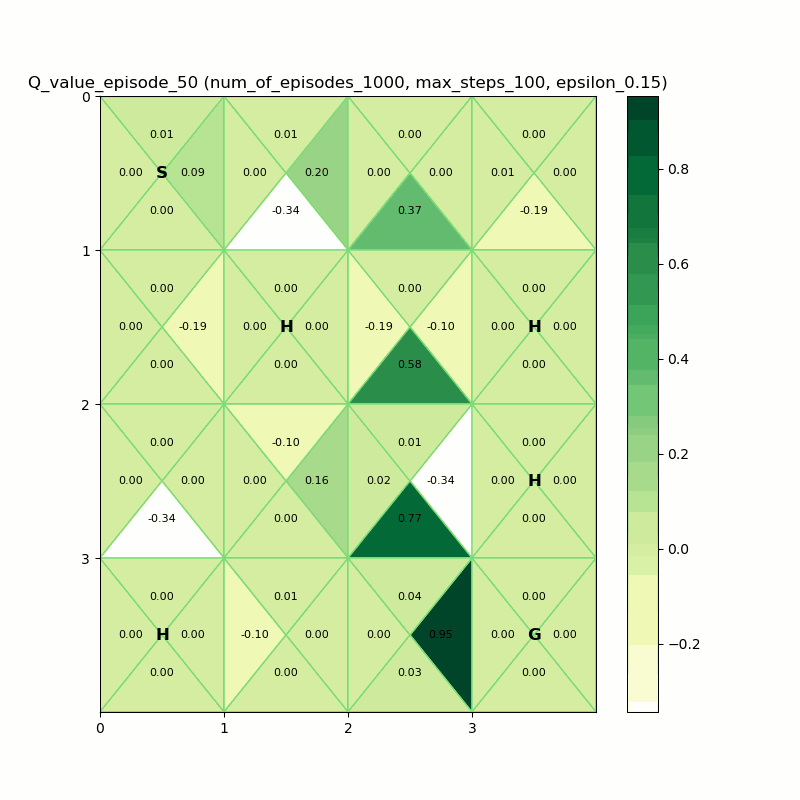 Q_value_episode_50 (num_of_episodes_1000, max_steps_100, epsilon_0.15)
0
0.01 0.01 0.00 0.00
0.00 S 0.09 0.00 0.20 0.00 0.00 0.01 0.00
0.00 -0.34 0.37 -0.19
1
0.00 0.00 0.00 0.00
0.00 -0.19 0.00 H 0.00 -0.19 -0.10 0.00 H 0.00
0.00 0.00 0.58 0.00
2
0.00 -0.10 0.01 0.00
0.00 0.00 0.00 0.16 0.02 -0.34 0.00 H 0.00
-0.34 0.00 0.77 0.00
3
0.00 0.01 0.04 0.00
0.00 H 0.00 -0.10 0.00 0.00 0.95 0.00 G 0.00
0.00 0.00 0.03 0.00
0 1 2 3
0.8
0.6
0.4
0.2
0.0
−0.2